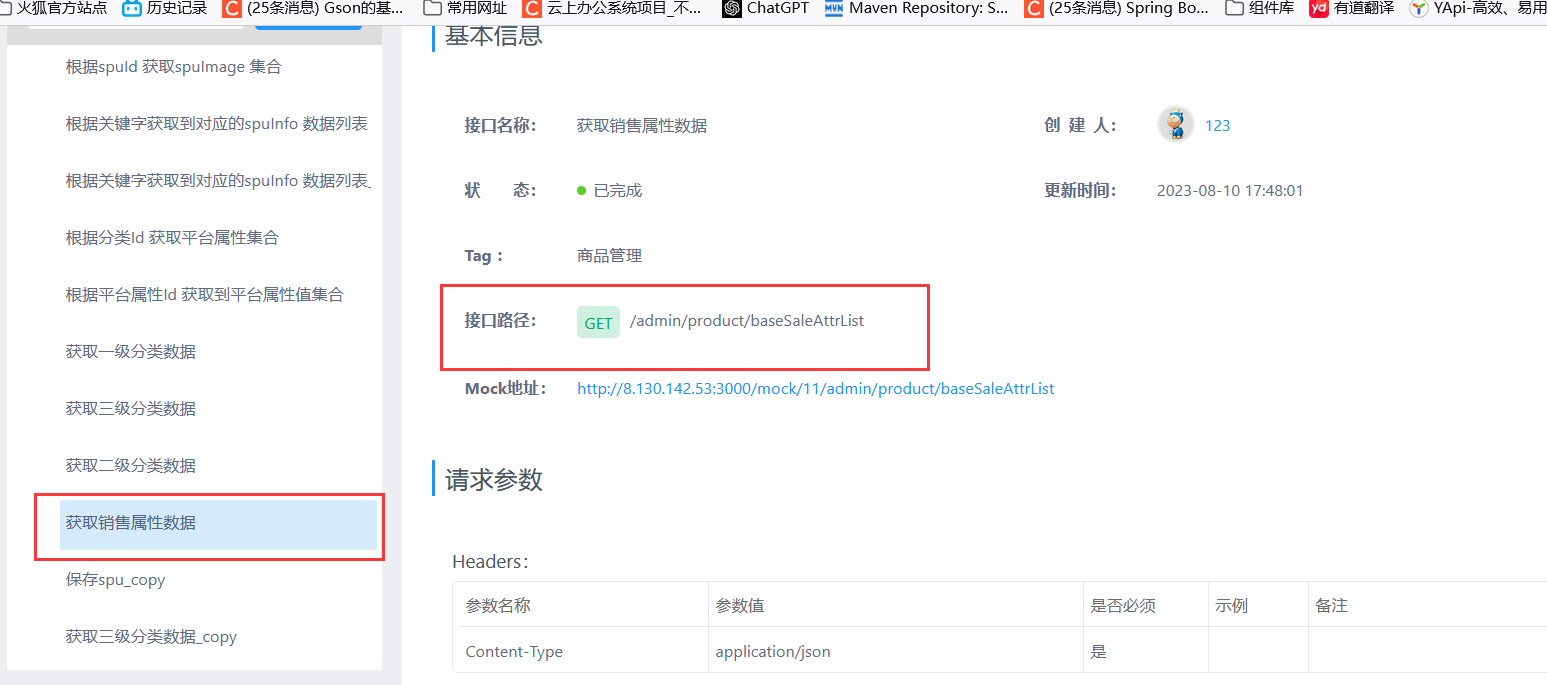 火狐官方站点 历史记录 (25条消息) Gson的基... 常用网址 云上办公系统项目_不... ChatGPT Maven Repository: S... (25条消息) Spring Bo... 组件库 有道翻译 YApi-高效、易用
基本信息
根据spuId 获取spuImage 集合
根据关键字获取到对应的spuInfo 数据列表
根据关键字获取到对应的spuInfo 数据列表_
根据分类Id 获取平台属性集合
根据平台属性Id 获取到平台属性值集合
获取一级分类数据
获取三级分类数据
获取二级分类数据
获取销售属性数据
保存spu_copy
获取三级分类数据_copy
接口名称： 获取销售属性数据 创 建 人： 123
状 态： 已完成 更新时间： 2023-08-10 17:48:01
Tag ： 商品管理
接口路径： GET /admin/product/baseSaleAttrList
Mock地址： http://8.130.142.53:3000/mock/11/admin/product/baseSaleAttrList
请求参数
Headers：
参数名称 参数值 是否必须 示例 备注
Content-Type application/json 是